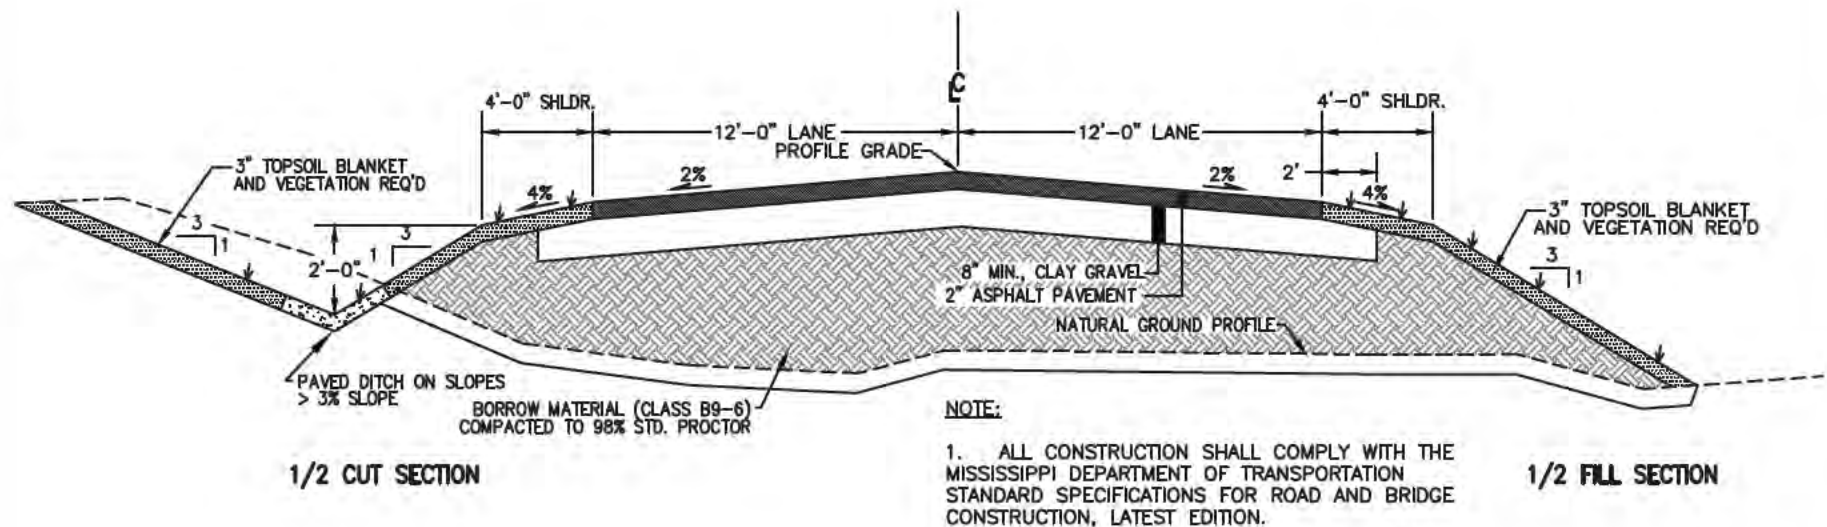 ℄
4'-0" SHLDR.
4'-0" SHLDR.
12'-0" LANE
12'-0" LANE
PROFILE GRADE
3" TOPSOIL BLANKET
AND VEGETATION REQ'D
2%
2%
2'
4%
4%
3" TOPSOIL BLANKET
AND VEGETATION REQ'D
3
1
3
1
2'-0"
3
1
8" MIN., CLAY GRAVEL
2" ASPHALT PAVEMENT
NATURAL GROUND PROFILE
PAVED DITCH ON SLOPES
> 3% SLOPE
BORROW MATERIAL (CLASS B9-6)
COMPACTED TO 98% STD. PROCTOR
NOTE:
1. ALL CONSTRUCTION SHALL COMPLY WITH THE
MISSISSIPPI DEPARTMENT OF TRANSPORTATION
STANDARD SPECIFICATIONS FOR ROAD AND BRIDGE
CONSTRUCTION, LATEST EDITION.
1/2 CUT SECTION
1/2 FILL SECTION